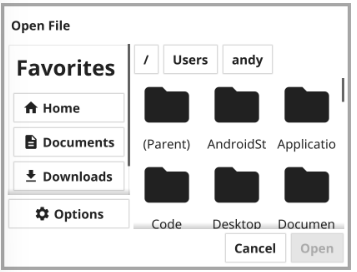 Open File
Favorites
Home
Documents
Downloads
Options
/ Users andy
(Parent) AndroidSt Applicatio
Code Desktop Documen
Cancel Open